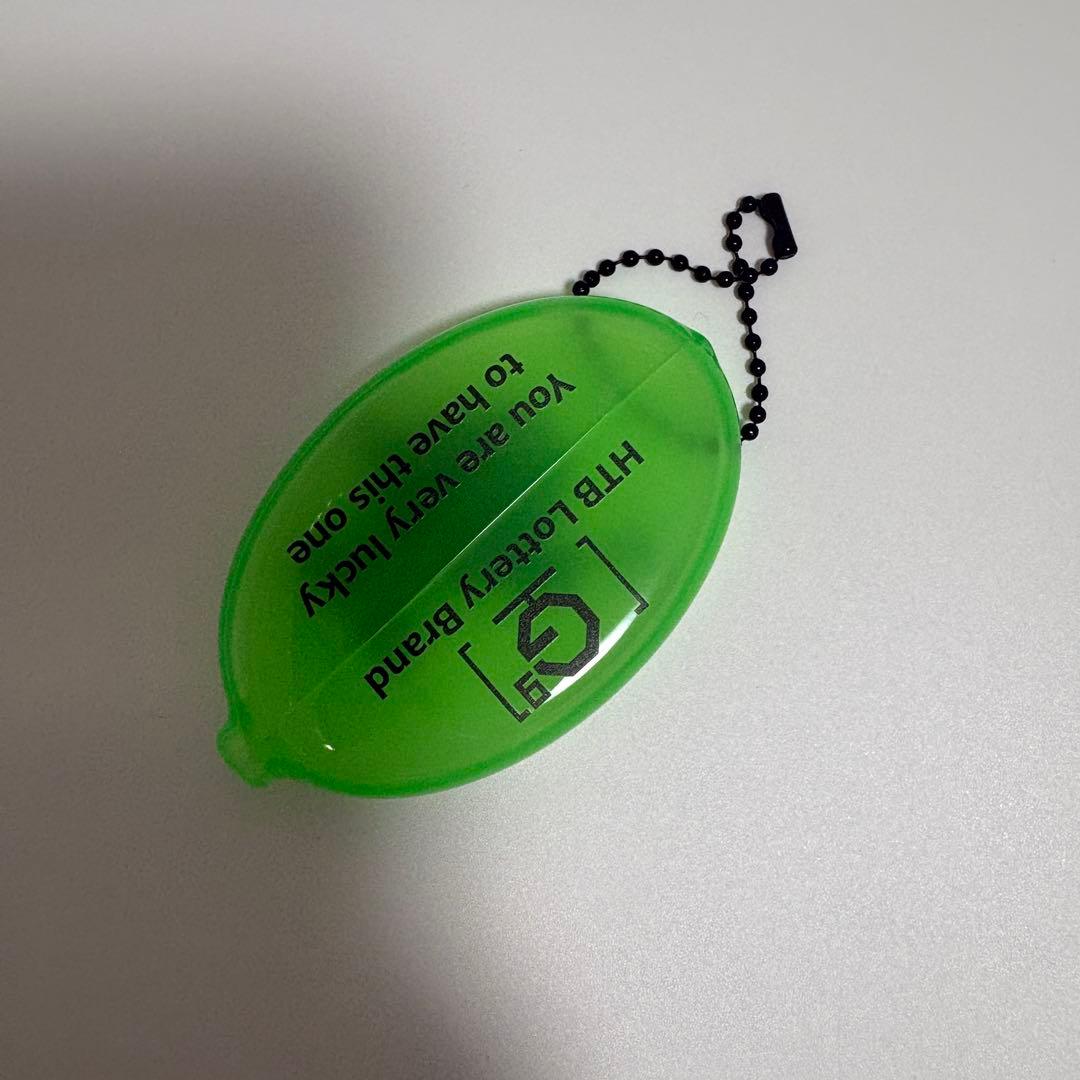 [G]
HTB Lottery Brand
You are very lucky
to have this one